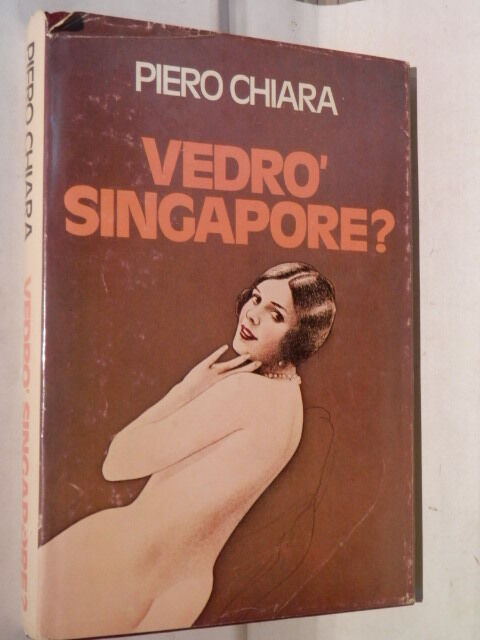 PIERO CHIARA
VEDRO'
SINGAPORE?
PIERO CHIARA VEDRO' SINGAPORE?